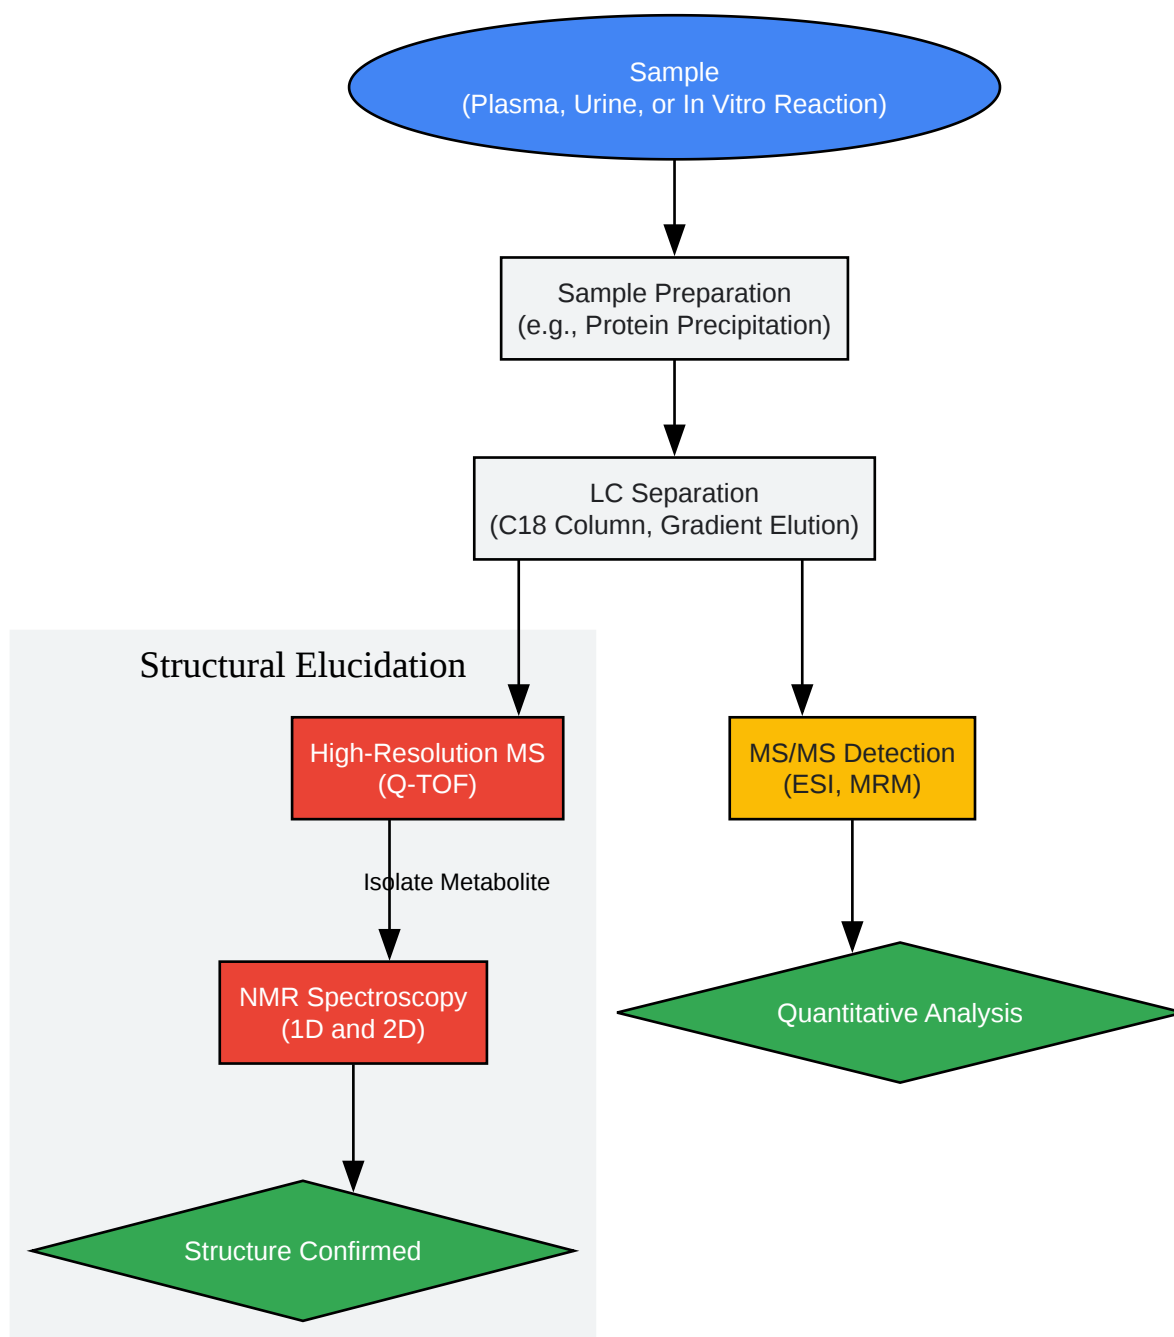 Sample
(Plasma, Urine, or In Vitro Reaction)
Sample Preparation
(e.g., Protein Precipitation)
LC Separation
(C18 Column, Gradient Elution)
Structural Elucidation
High-Resolution MS
(Q-TOF)
MS/MS Detection
(ESI, MRM)
Isolate Metabolite
NMR Spectroscopy
(1D and 2D)
Quantitative Analysis
Structure Confirmed